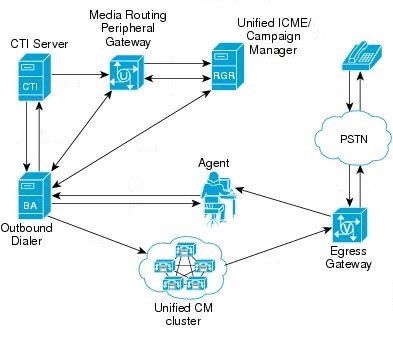 Media Routing
Peripheral
Gateway
Unified ICME/
Campaign
Manager
CTI Server
CTI
U
RGR
PSTN
Agent
BA
Outbound
Dialer
V
Egress
Gateway
Unified CM
cluster